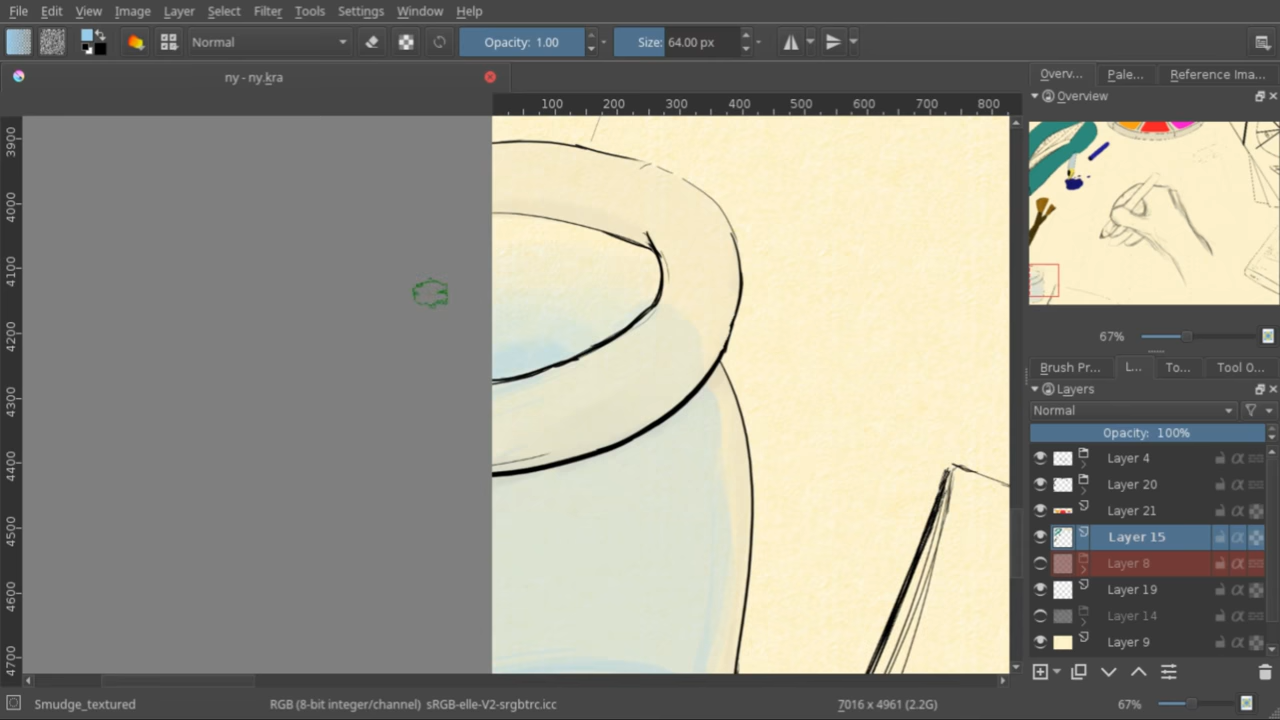 File Edit View Image Layer Select Filter Tools Settings Window Help
Normal Opacity: 1.00 Size: 64.00 px
ny - ny.kra
Overv... Pale... Reference Ima...
Overview
100 200 300 400 500 600 700 800
3900
4000
4100
4200
4300
4400
4500
4600
4700
67%
Brush Pr... L... To... Tool O...
Layers
Normal
Opacity: 100%
Layer 4
Layer 20
Layer 21
Layer 15
Layer 8
Layer 19
Layer 14
Layer 9
Smudge_textured RGB (8-bit integer/channel) sRGB-elle-V2-srgbtrc.icc 7016 x 4961 (2.2G) 67%